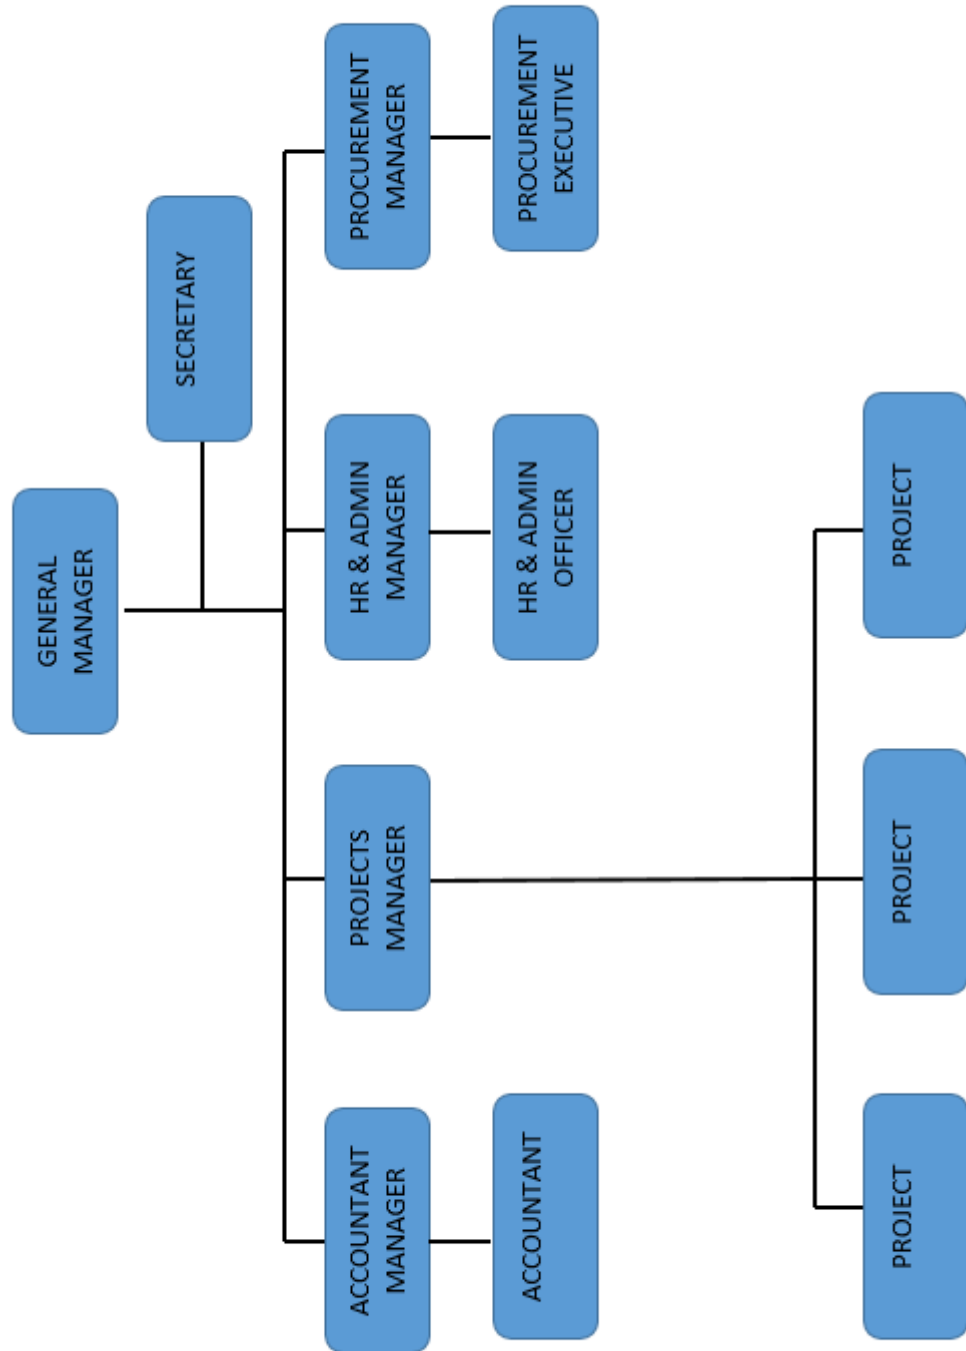 GENERAL
MANAGER
SECRETARY
ACCOUNTANT
MANAGER
PROJECTS
MANAGER
HR & ADMIN
MANAGER
PROCUREMENT
MANAGER
ACCOUNTANT
HR & ADMIN
OFFICER
PROCUREMENT
EXECUTIVE
PROJECT
PROJECT
PROJECT